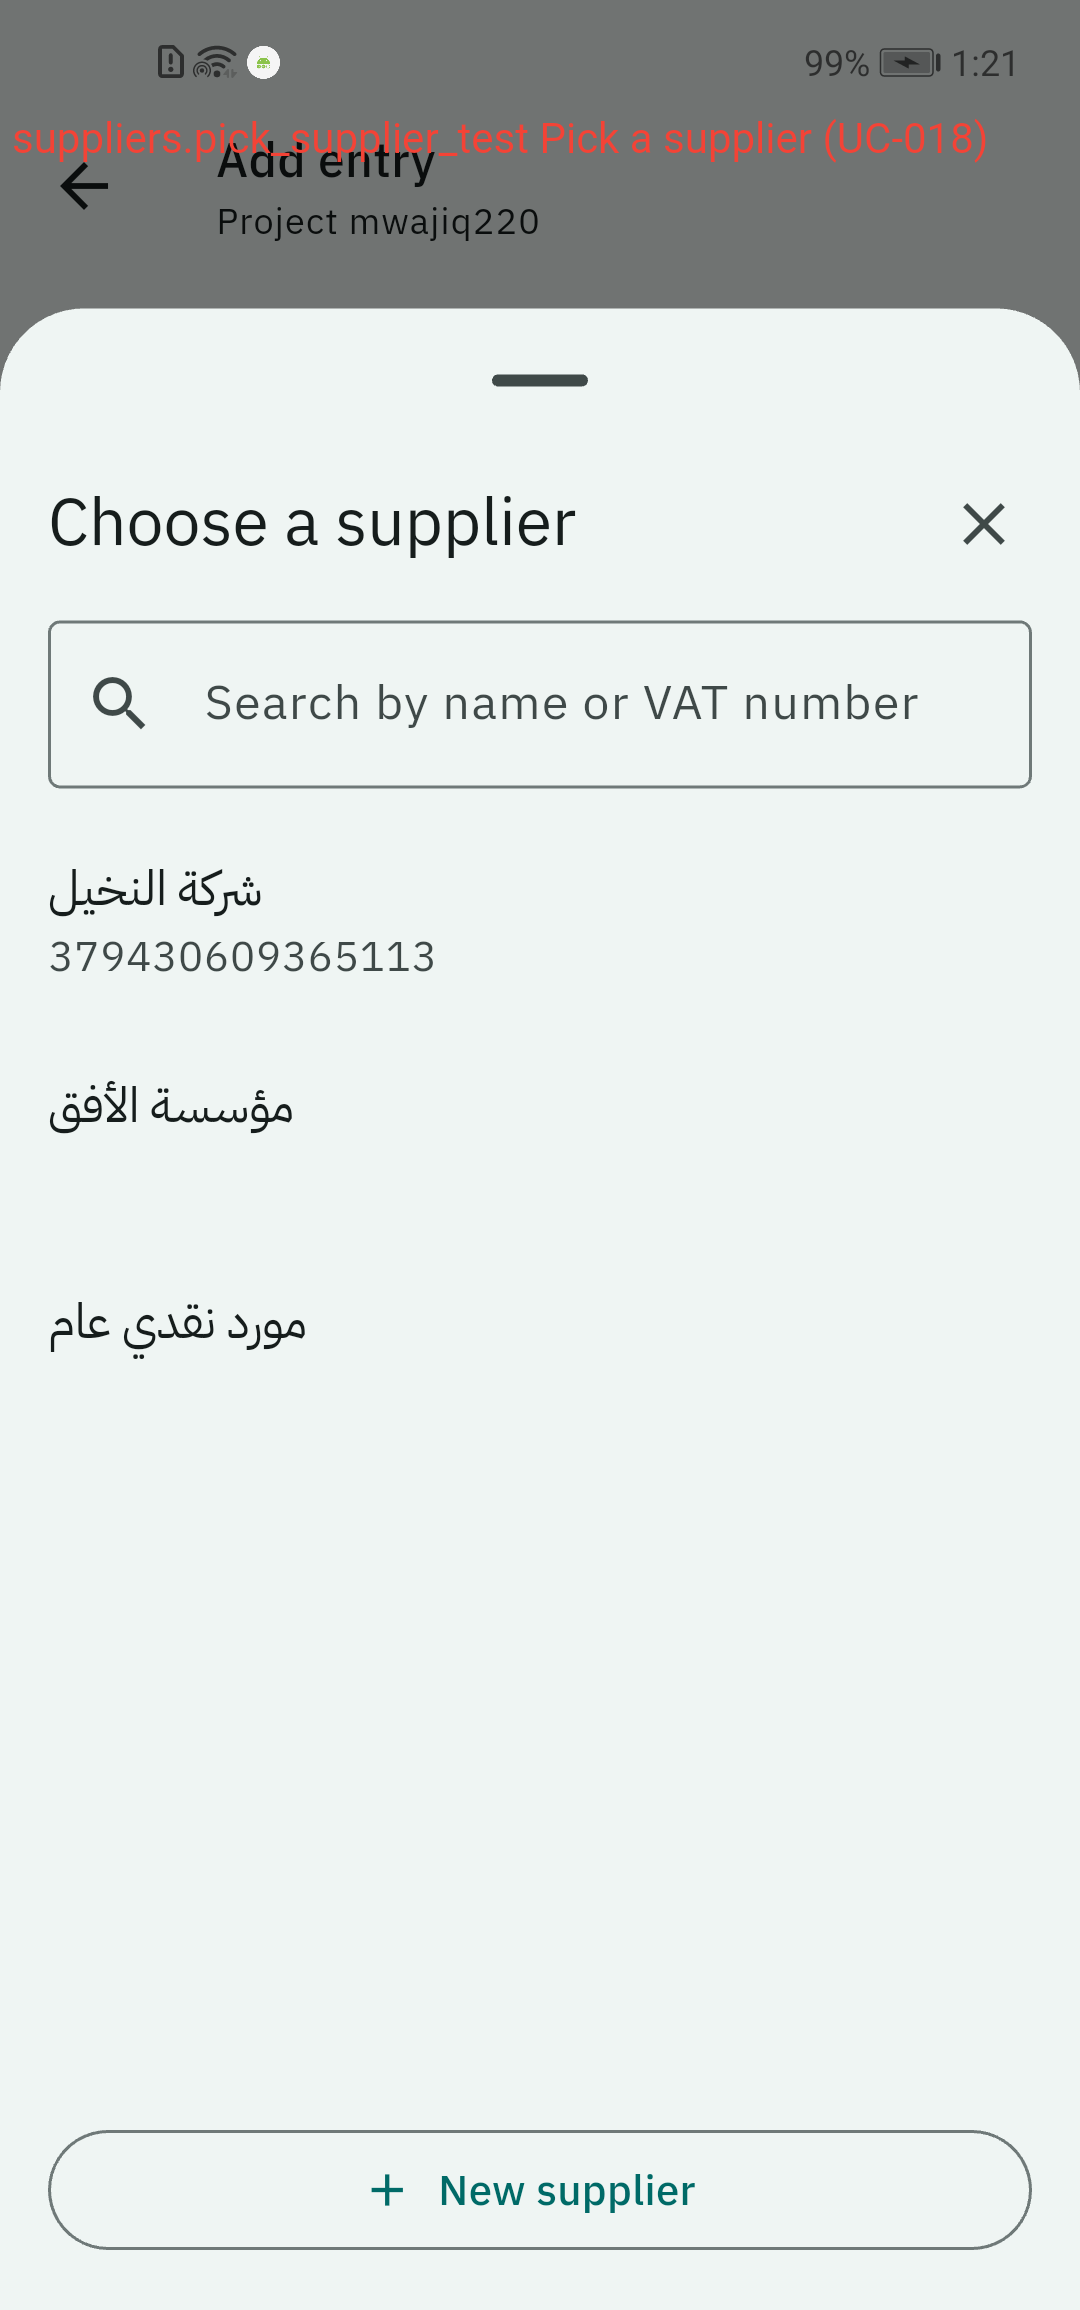 99% 1:21
suppliers.pick_supplier_test Pick a supplier (UC-018)
Add entry
Project mwajiq220
Choose a supplier
Search by name or VAT number
شركة النخيل
379430609365113
مؤسسة الأفق
مورد نقدي عام
New supplier